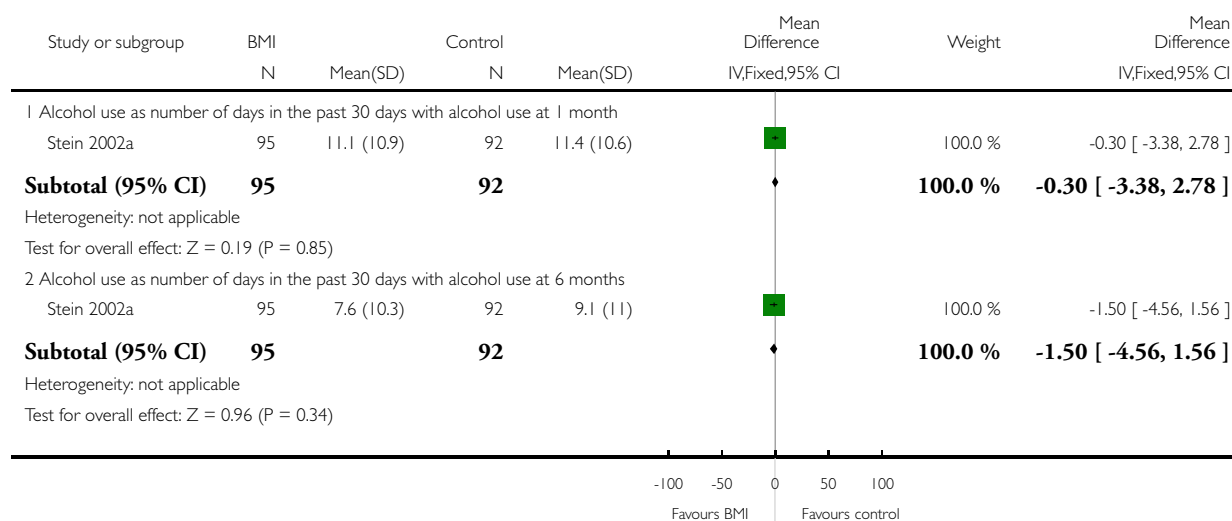 Mean Mean
Study or subgroup BMI Control Difference Weight Difference
N Mean(SD) N Mean(SD) IV,Fixed,95% CI IV,Fixed,95% CI
1 Alcohol use as number of days in the past 30 days with alcohol use at 1 month
Stein 2002a 95 11.1 (10.9) 92 11.4 (10.6) 100.0 % -0.30 [ -3.38, 2.78 ]
Subtotal (95% CI) 95 92 100.0 % -0.30 [ -3.38, 2.78 ]
Heterogeneity: not applicable
Test for overall effect: Z = 0.19 (P = 0.85)
2 Alcohol use as number of days in the past 30 days with alcohol use at 6 months
Stein 2002a 95 7.6 (10.3) 92 9.1 (11) 100.0 % -1.50 [ -4.56, 1.56 ]
Subtotal (95% CI) 95 92 100.0 % -1.50 [ -4.56, 1.56 ]
Heterogeneity: not applicable
Test for overall effect: Z = 0.96 (P = 0.34)
-100 -50 0 50 100
Favours BMI Favours control